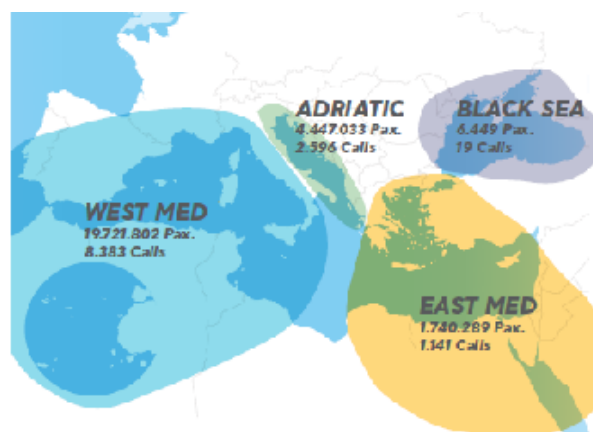 ADRIATIC
4.447.033 Pax.
2.596 Calls
BLACK SEA
6.449 Pax.
19 Calls
WEST MED
19.721.802 Pax.
8.383 Calls
EAST MED
1.740.289 Pax.
1.141 Calls